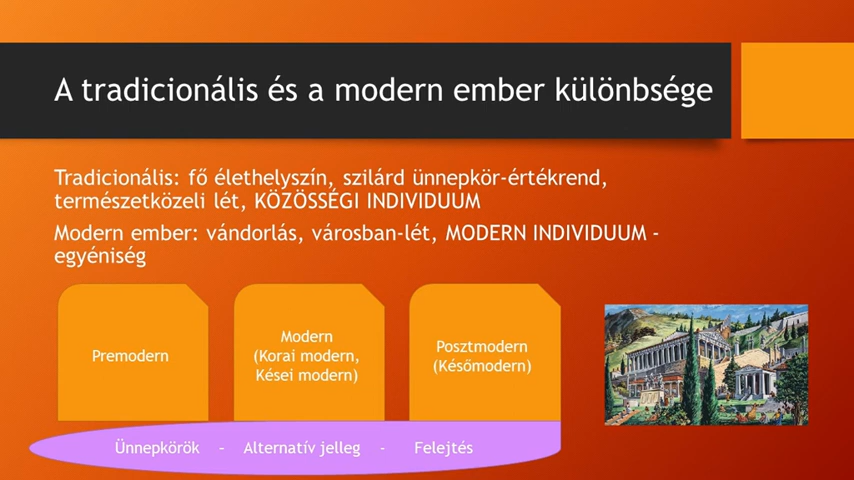 A tradicionális és a modern ember különbsége
Tradicionális: fő élethelyszín, szilárd ünnepkör-értékrend,
természetközeli lét, KÖZÖSSÉGI INDIVIDUUM
Modern ember: vándorlás, városban-lét, MODERN INDIVIDUUM -
egyéniség
Premodern
Modern
(Korai modern,
Kései modern)
Posztmodern
(Későmodern)
Ünnepkörök - Alternatív jelleg - Felejtés